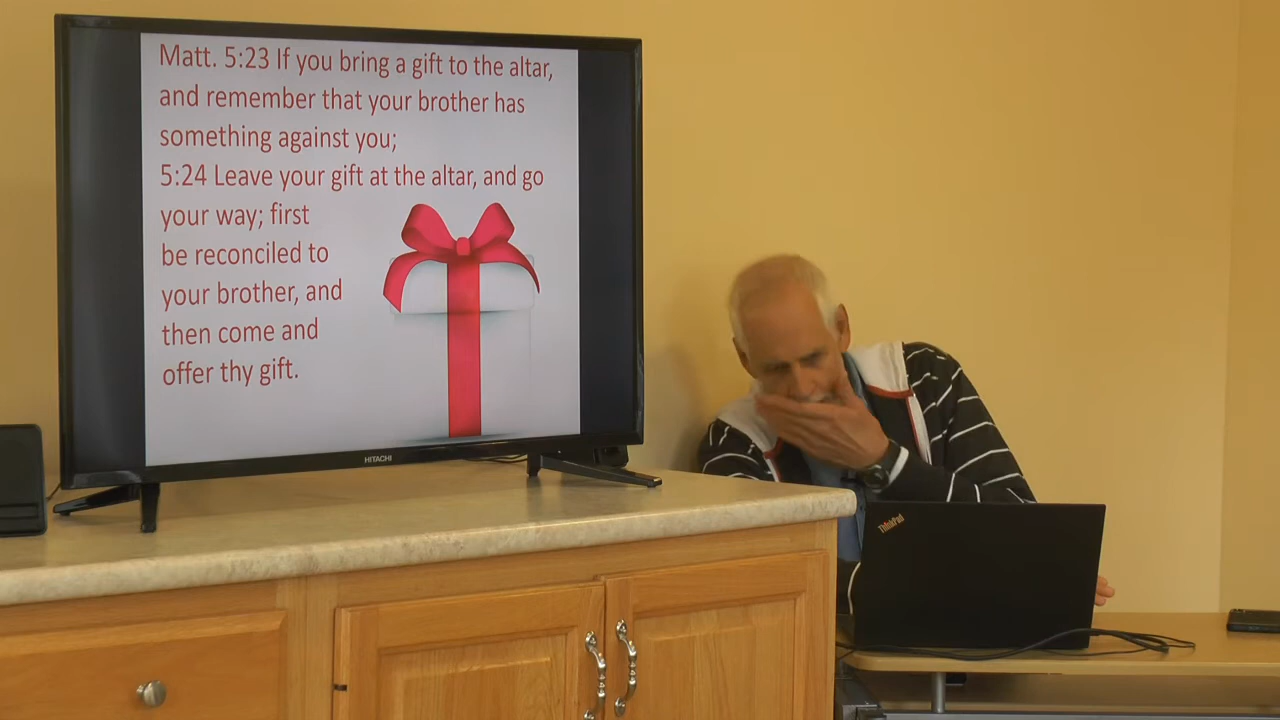 Matt. 5:23 If you bring a gift to the altar,
and remember that your brother has
something against you;
5:24 Leave your gift at the altar, and go
your way; first
be reconciled to
your brother, and
then come and
offer thy gift.
HITACHI
ThinkPad